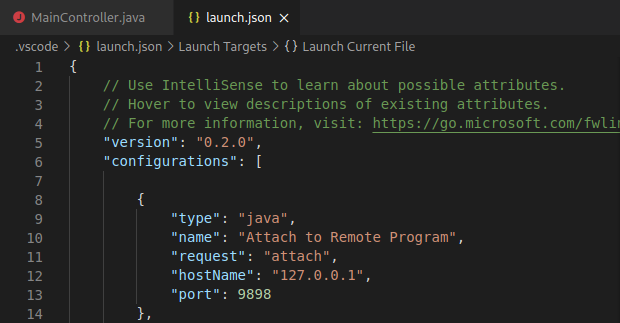 MainController.java
launch.json
.vscode > launch.json > Launch Targets > Launch Current File
1 {
2 // Use IntelliSense to learn about possible attributes.
3 // Hover to view descriptions of existing attributes.
4 // For more information, visit: https://go.microsoft.com/fwlin
5 "version": "0.2.0",
6 "configurations": [
7
8 {
9 "type": "java",
10 "name": "Attach to Remote Program",
11 "request": "attach",
12 "hostName": "127.0.0.1",
13 "port": 9898
14 },